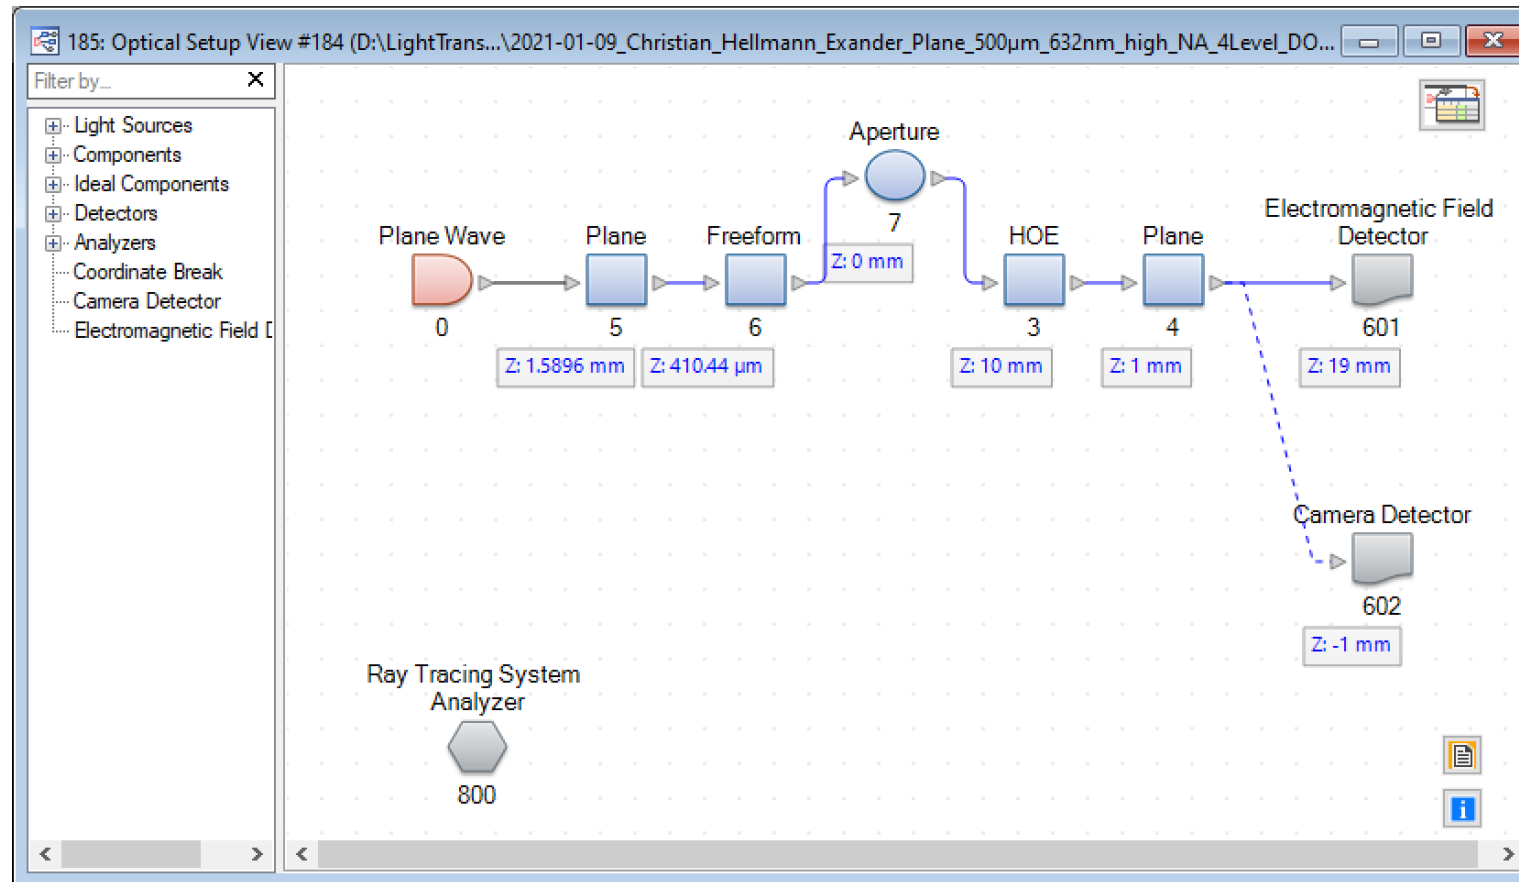 185: Optical Setup View #184 (D:\LightTrans...\2021-01-09_Christian_Hellmann_Exander_Plane_500µm_632nm_high_NA_4Level_DO...
Filter by...
Light Sources
Components
Ideal Components
Detectors
Analyzers
Coordinate Break
Camera Detector
Electromagnetic Field D
Aperture
7
Z: 0 mm
Plane Wave
0
Plane
5
Z: 1.5896 mm
Freeform
6
Z: 410.44 µm
HOE
3
Z: 10 mm
Plane
4
Z: 1 mm
Electromagnetic Field
Detector
601
Z: 19 mm
Camera Detector
602
Z: -1 mm
Ray Tracing System
Analyzer
800